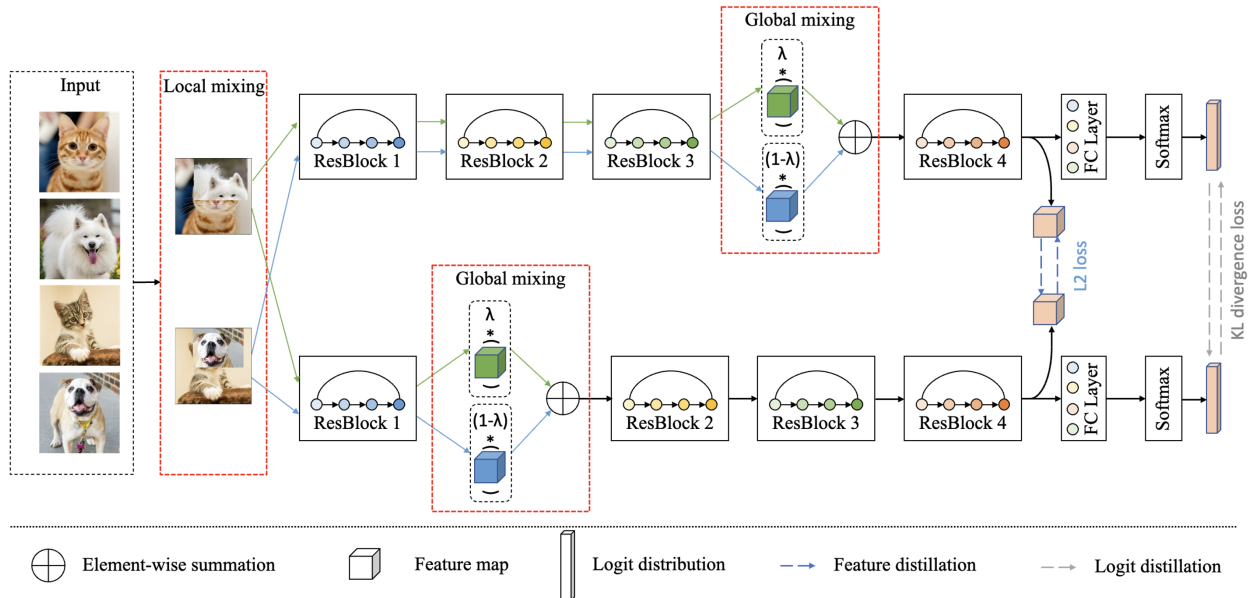 Input
Local mixing
Global mixing
λ
*
(1-λ)
*
ResBlock 1
ResBlock 2
ResBlock 3
ResBlock 4
FC Layer
Softmax
L2 loss
KL divergence loss
Global mixing
λ
*
(1-λ)
*
ResBlock 1
ResBlock 2
ResBlock 3
ResBlock 4
FC Layer
Softmax
Element-wise summation
Feature map
Logit distribution
Feature distillation
Logit distillation